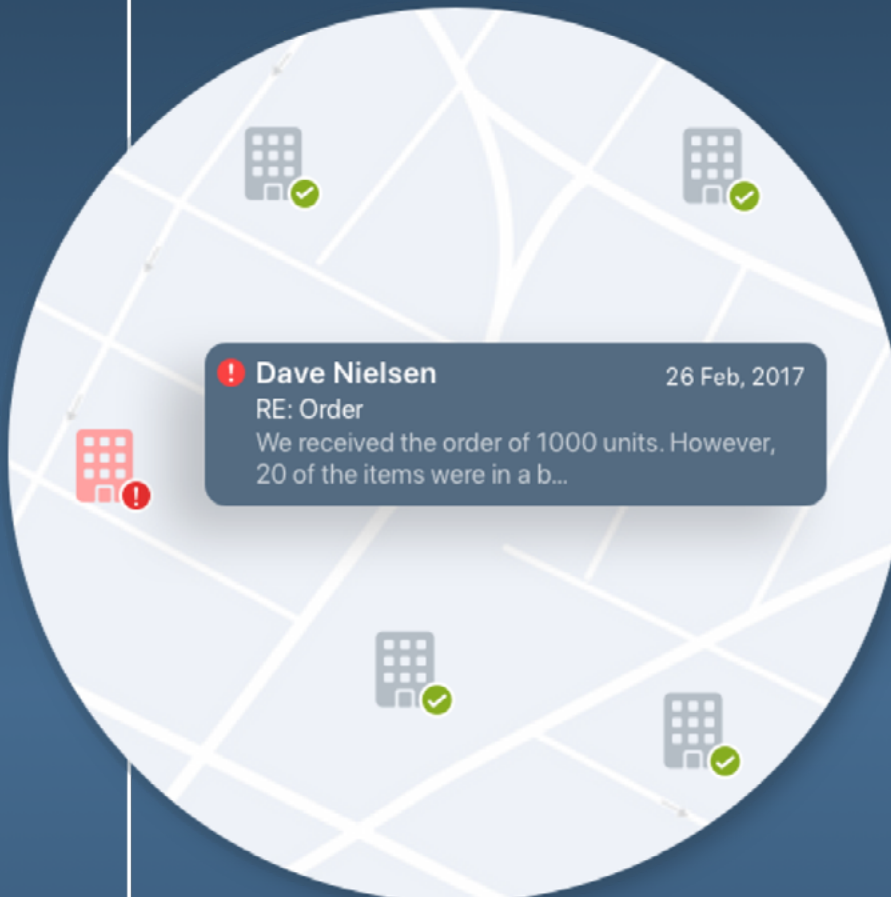 Dave Nielsen
26 Feb, 2017
RE: Order
We received the order of 1000 units. However,
20 of the items were in a b...